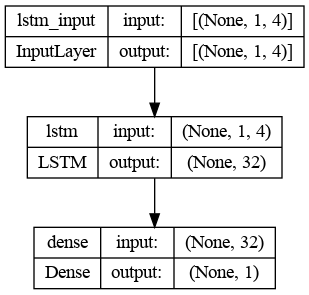 lstm_input input: [(None, 1, 4)]
InputLayer output: [(None, 1, 4)]
lstm input: (None, 1, 4)
LSTM output: (None, 32)
dense input: (None, 32)
Dense output: (None, 1)